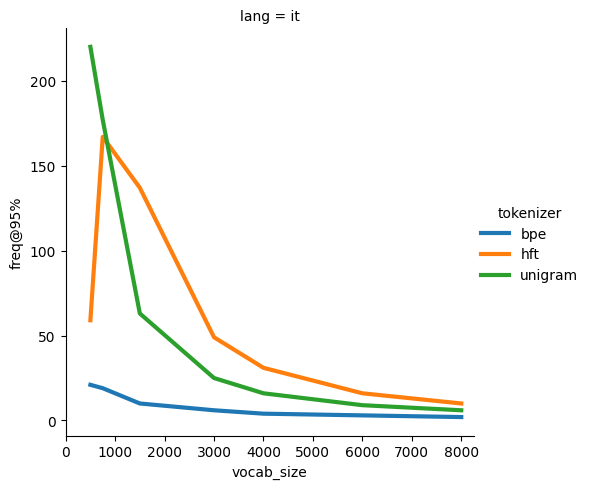 lang = it
freq@95%
200
150
100
50
0
0 1000 2000 3000 4000 5000 6000 7000 8000
vocab_size
tokenizer
bpe
hft
unigram